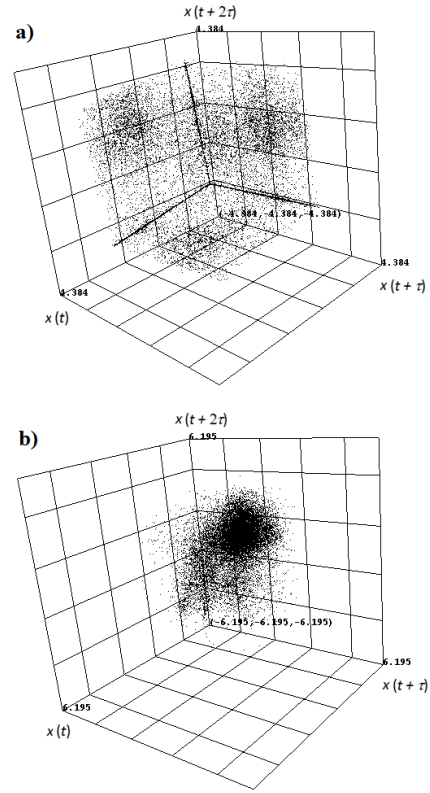 x (t + 2τ)
a)
4.384
(-4.384,-4.384,-4.384)
4.384
4.384
x (t + τ)
x (t)
x (t + 2τ)
b)
6.195
(-6.195,-6.195,-6.195)
6.195
x (t + τ)
6.195
x (t)